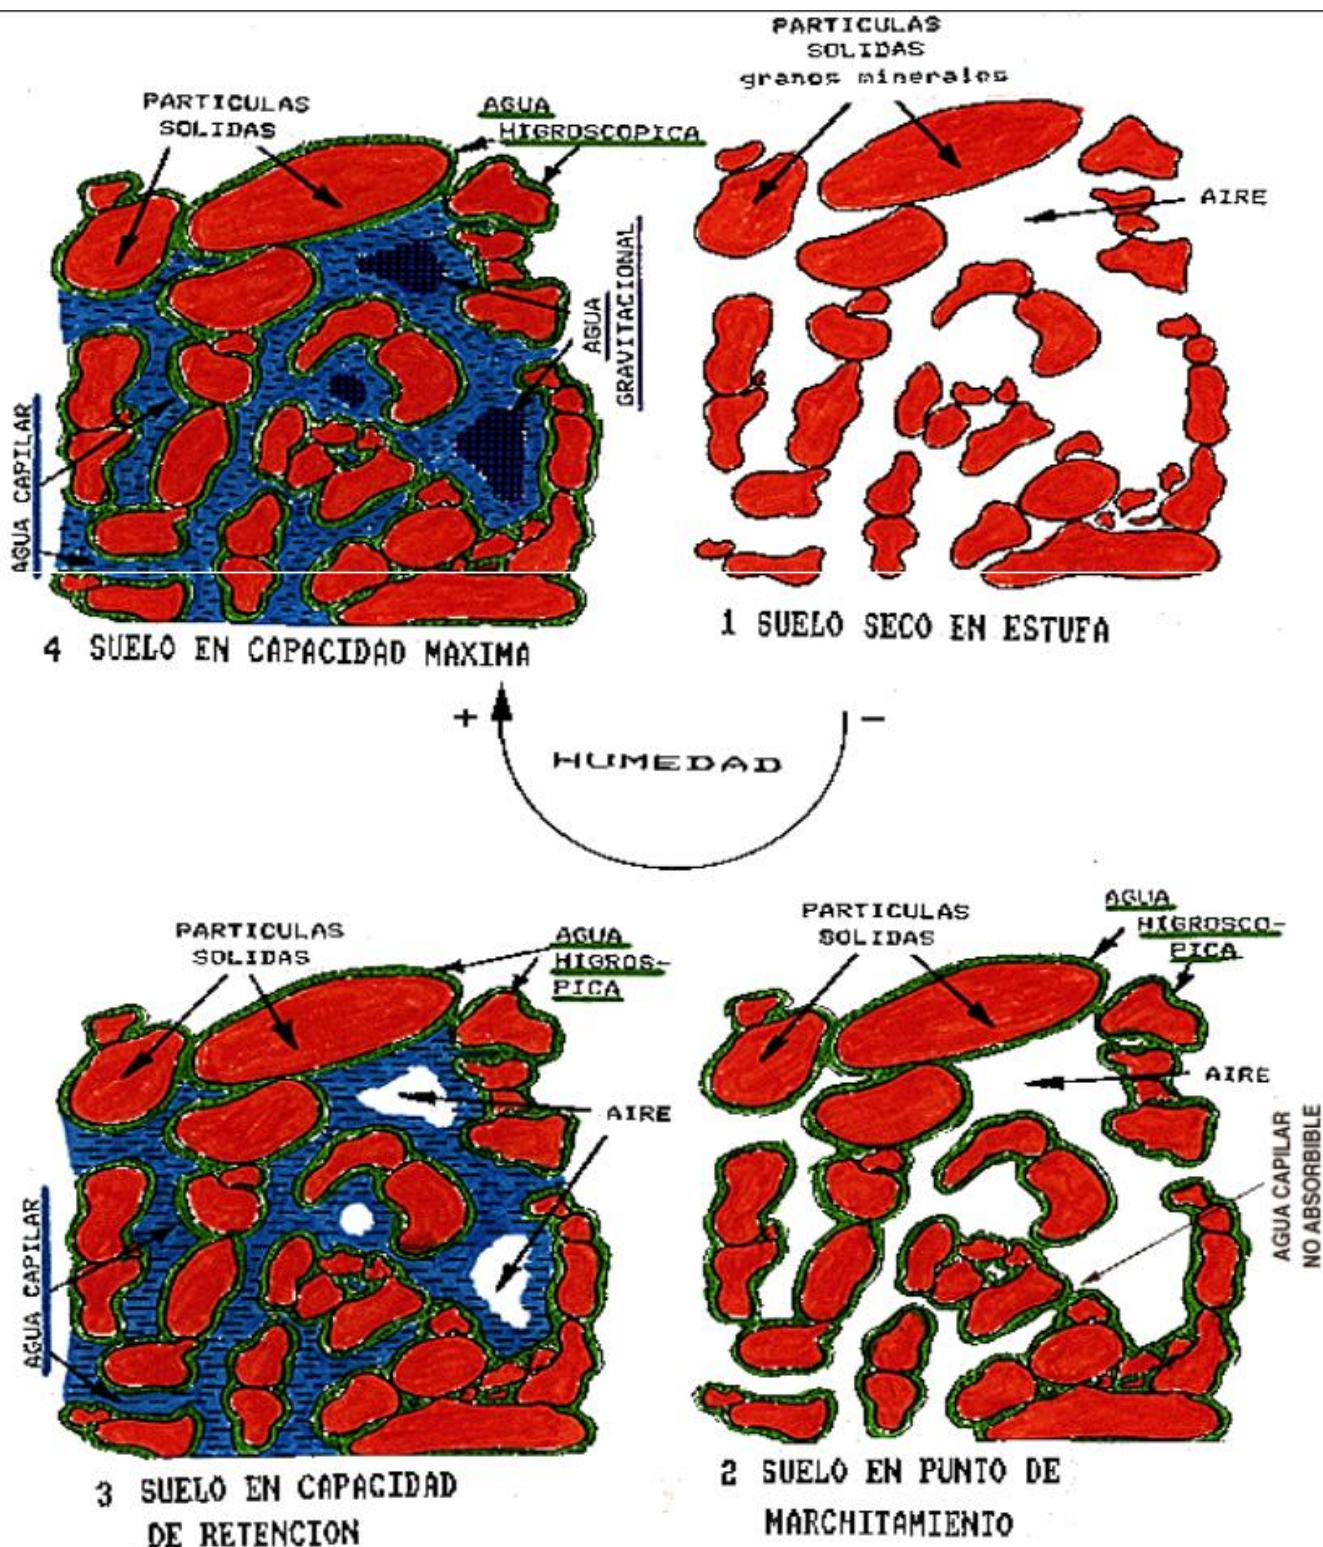 PARTICULAS
SOLIDAS
AGUA
HIGROSCOPICA
AGUA
GRAVITACIONAL
AGUA CAPILAR
4 SUELO EN CAPACIDAD MAXIMA
PARTICULAS
SOLIDAS
granos minerales
AIRE
1 SUELO SECO EN ESTUFA
+
-
HUMEDAD
PARTICULAS
SOLIDAS
AGUA
HIGROS-
PICA
AIRE
AGUA CAPILAR
3 SUELO EN CAPACIDAD
DE RETENCION
PARTICULAS
SOLIDAS
AGUA
HIGROSCO-
PICA
AIRE
AGUA CAPILAR
NO ABSORBIBLE
2 SUELO EN PUNTO DE
MARCHITAMIENTO